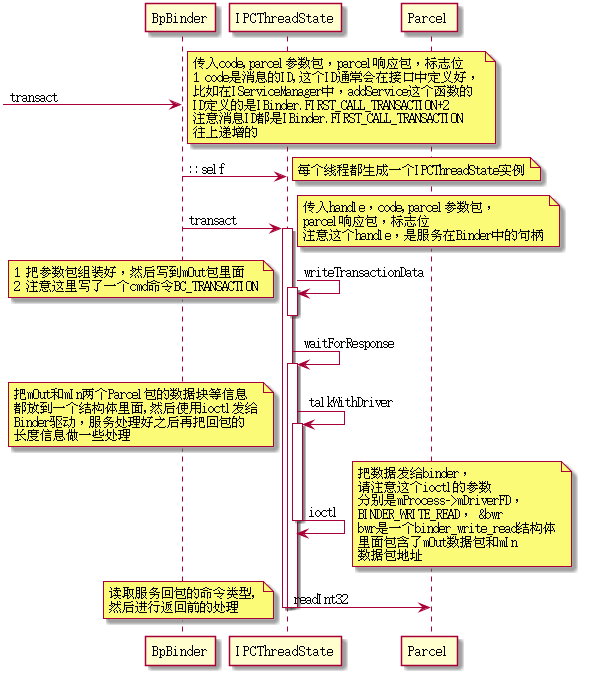 BpBinder
IPCThreadState
Parcel
传入code,parcel参数包，parcel响应包，标志位
1 code是消息的ID,这个ID通常会在接口中定义好，
比如在IServiceManager中，addService这个函数的
ID定义的是IBinder.FIRST_CALL_TRANSACTION+2
注意消息ID都是IBinder.FIRST_CALL_TRANSACTION
往上递增的
transact
::self
每个线程都生成一个IPCThreadState实例
transact
传入handle，code,parcel参数包，
parcel响应包，标志位
注意这个handle，是服务在Binder中的句柄
1 把参数包组装好，然后写到mOut包里面
2 注意这里写了一个cmd命令BC_TRANSACTION
writeTransactionData
waitForResponse
把mOut和mIn两个Parcel包的数据块等信息
都放到一个结构体里面,然后使用ioctl发给
Binder驱动，服务处理好之后再把回包的
长度信息做一些处理
talkWithDriver
把数据发给binder，
请注意这个ioctl的参数
分别是mProcess->mDriverFD，
BINDER_WRITE_READ， &bwr
bwr是一个binder_write_read结构体
里面包含了mOut数据包和mIn
数据包地址
ioctl
读取服务回包的命令类型,
然后进行返回前的处理
readInt32
BpBinder
IPCThreadState
Parcel